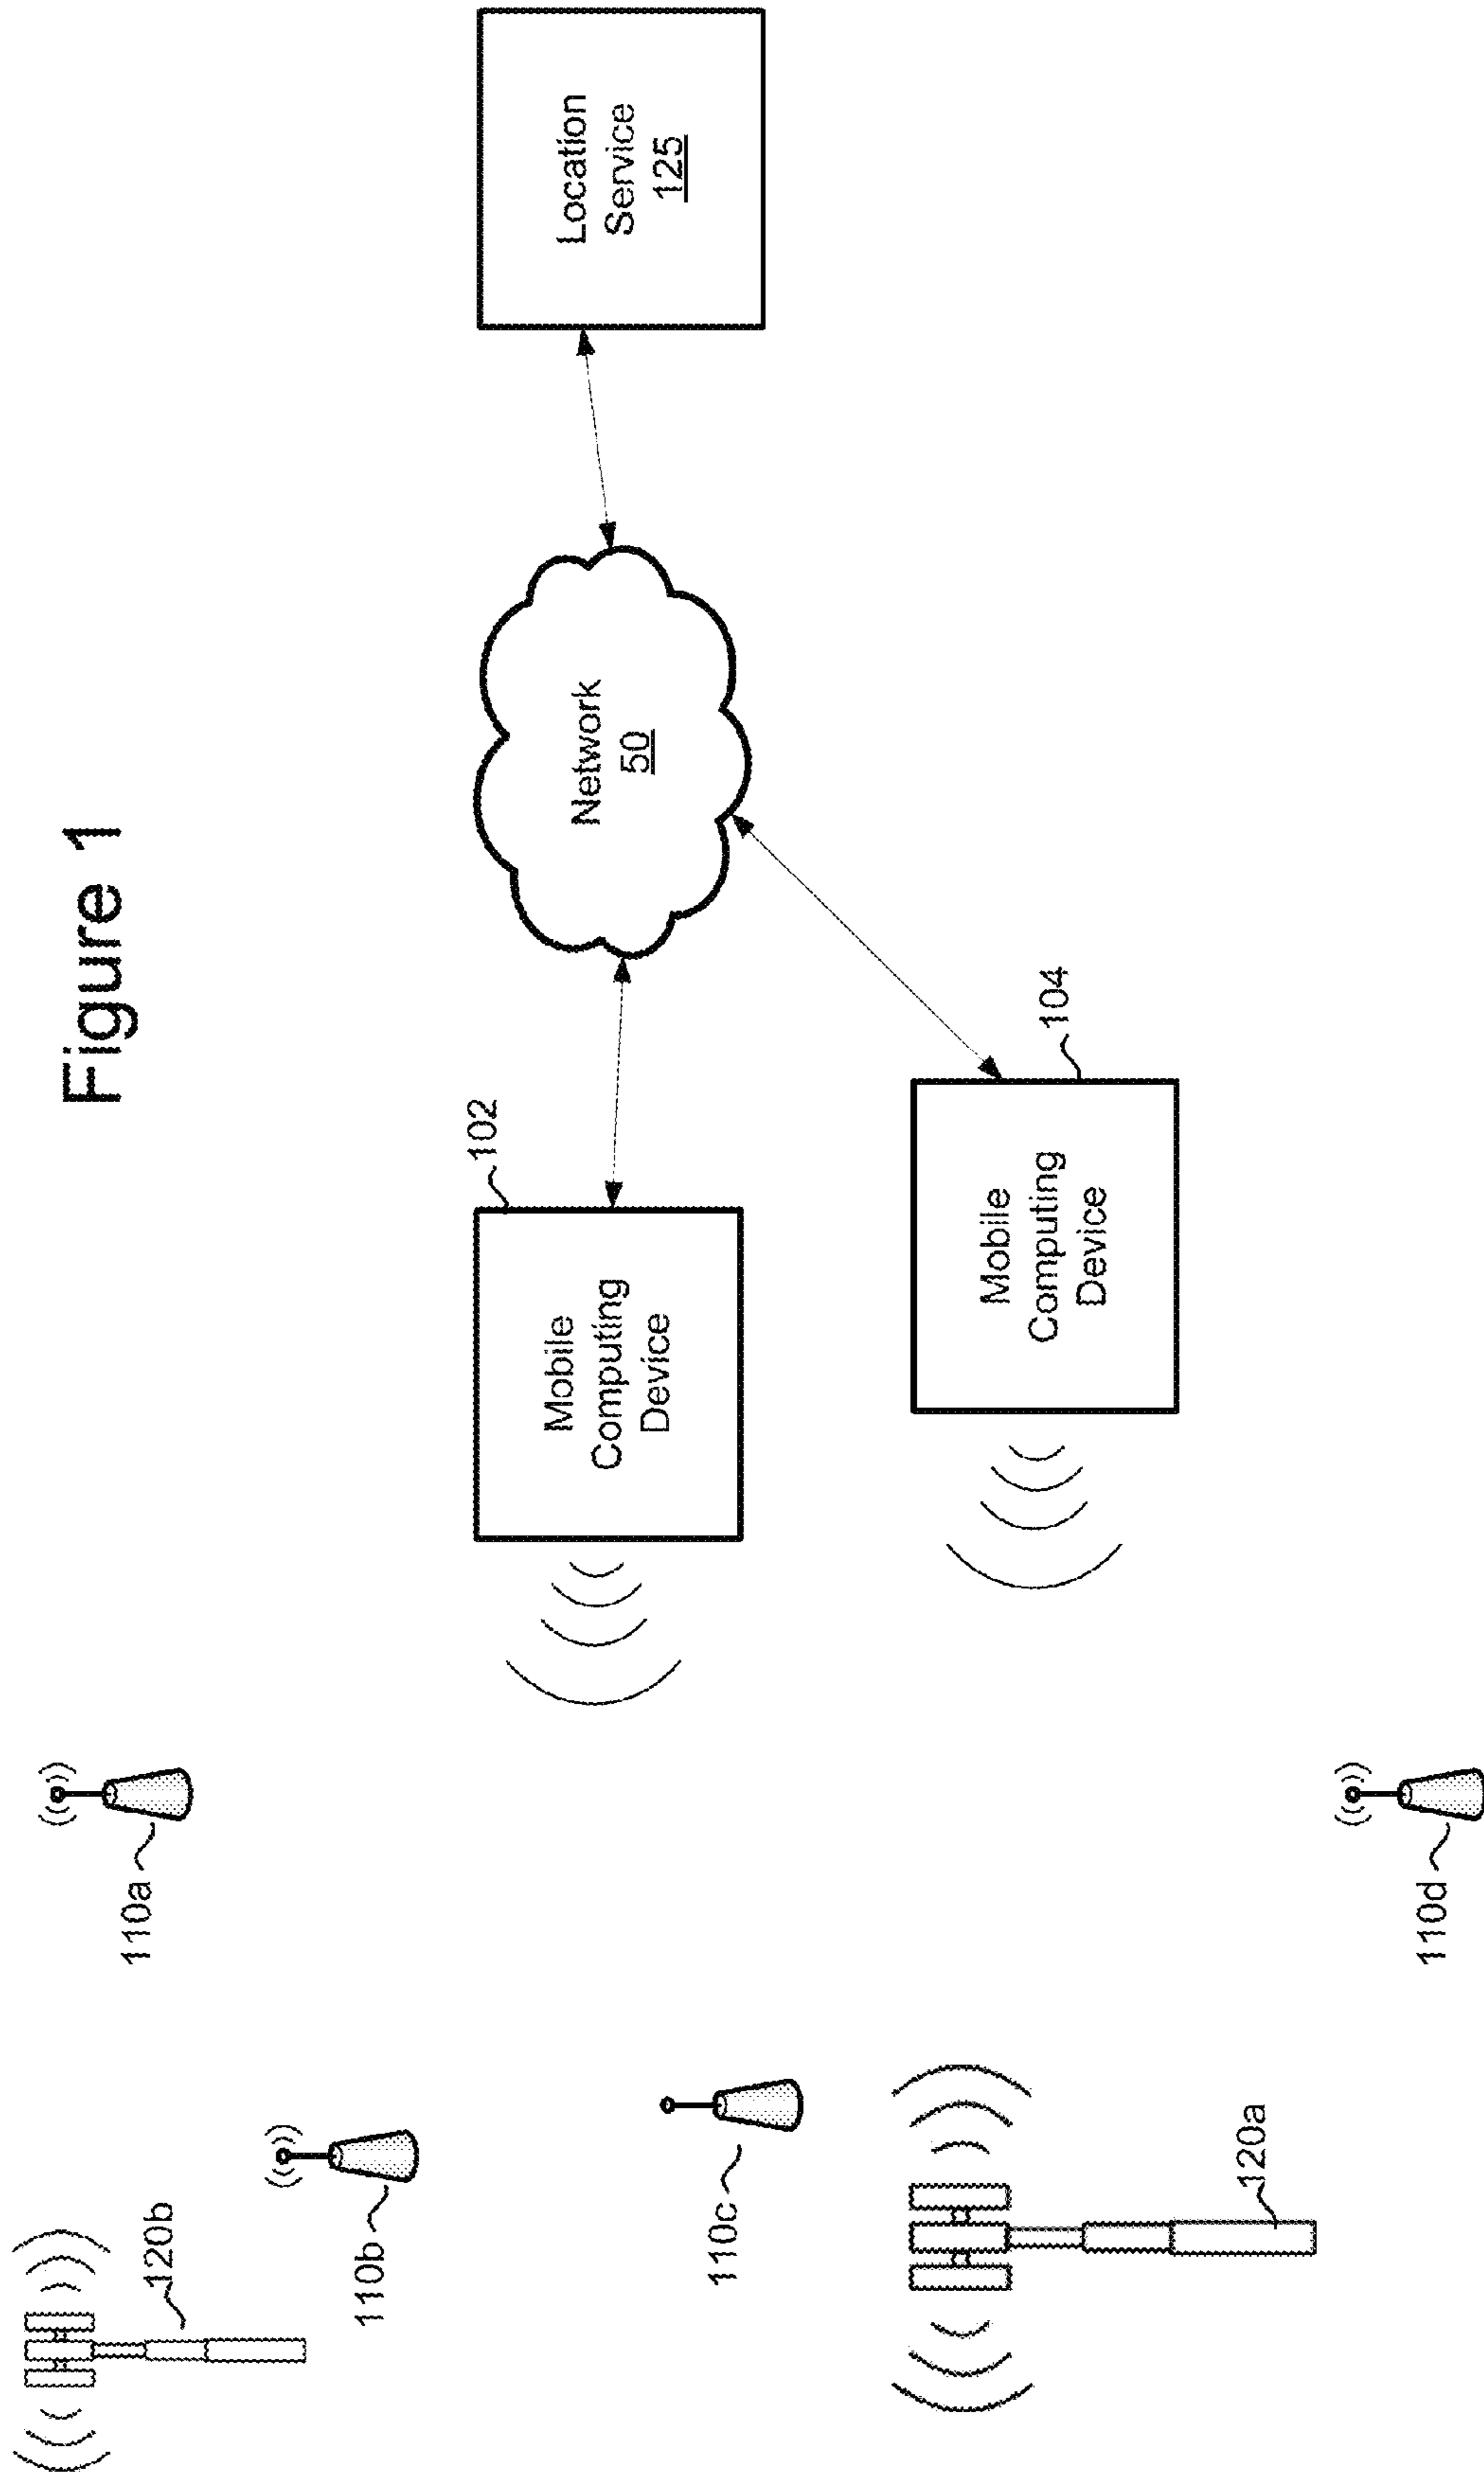 Figure 1
120b
110a
110b
Mobile
Computing
Device
102
Network
50
Location
Service
125
110c
120a
Mobile
Computing
Device
104
110d